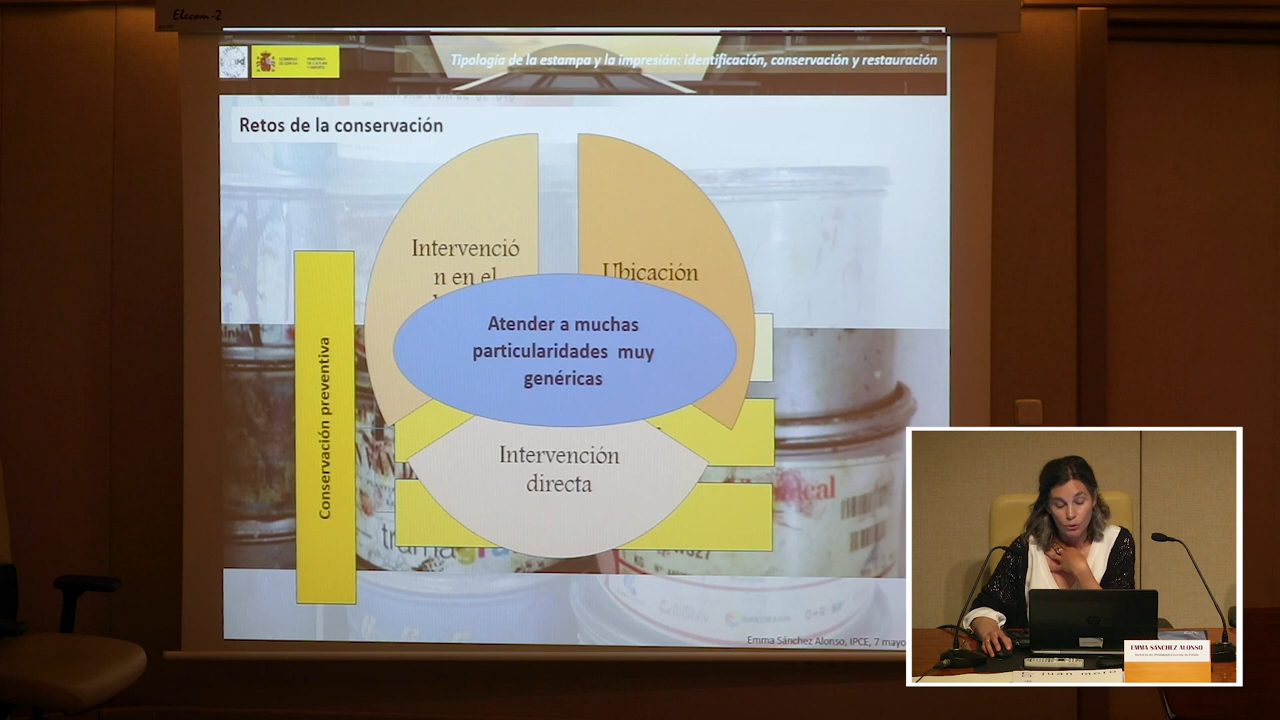 Elecom-2
Tipología de la estampa y la impresión: identificación, conservación y restauración
Retos de la conservación
Intervenció
n en el
Ubicación
Atender a muchas
particularidades muy
genéricas
Conservación preventiva
Intervención
directa
Emma Sánchez Alonso, IPCE, 7 mayo
EMMA SÁNCHEZ ALONSO